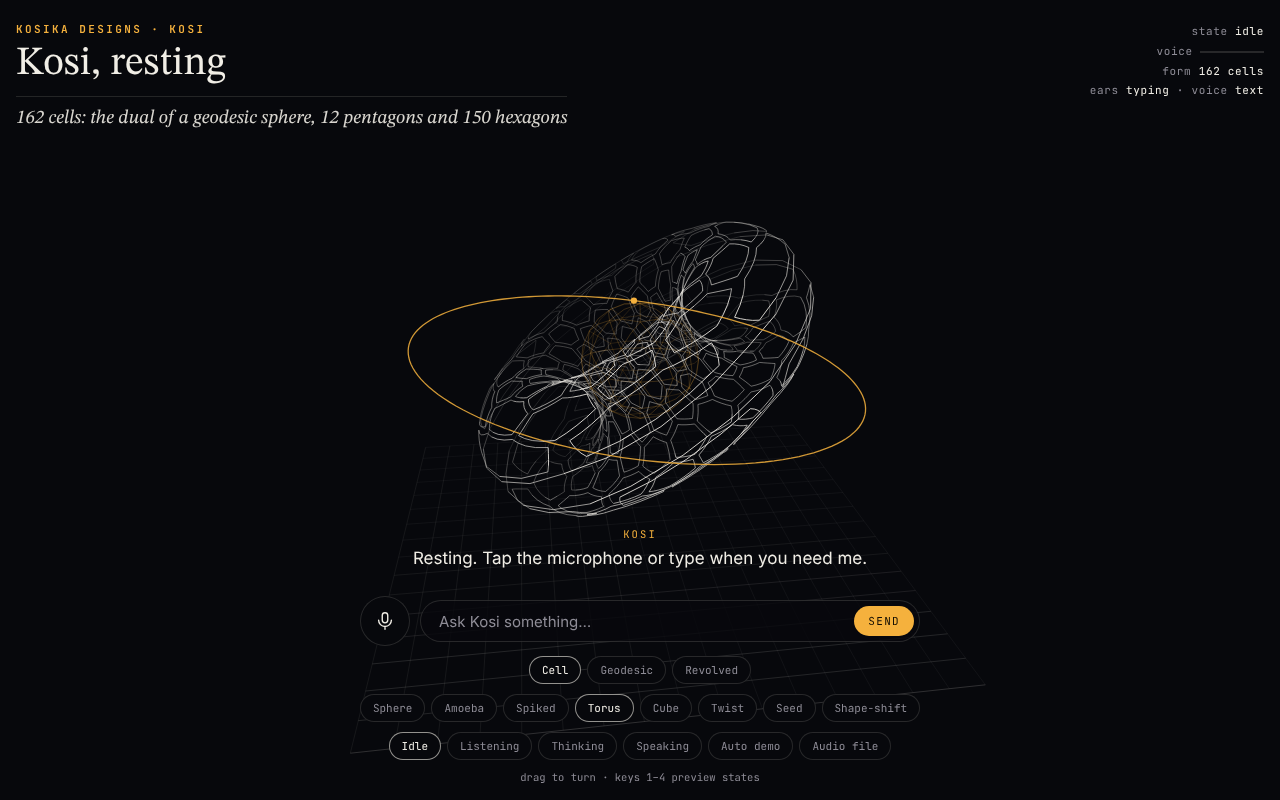 KOSIKA DESIGNS · KOSI
Kosi, resting
162 cells: the dual of a geodesic sphere, 12 pentagons and 150 hexagons
state idle
voice
form 162 cells
ears typing · voice text
KOSI
Resting. Tap the microphone or type when you need me.
Ask Kosi something...
SEND
Cell Geodesic Revolved
Sphere Amoeba Spiked Torus Cube Twist Seed Shape-shift
Idle Listening Thinking Speaking Auto demo Audio file
drag to turn · keys 1–4 preview states